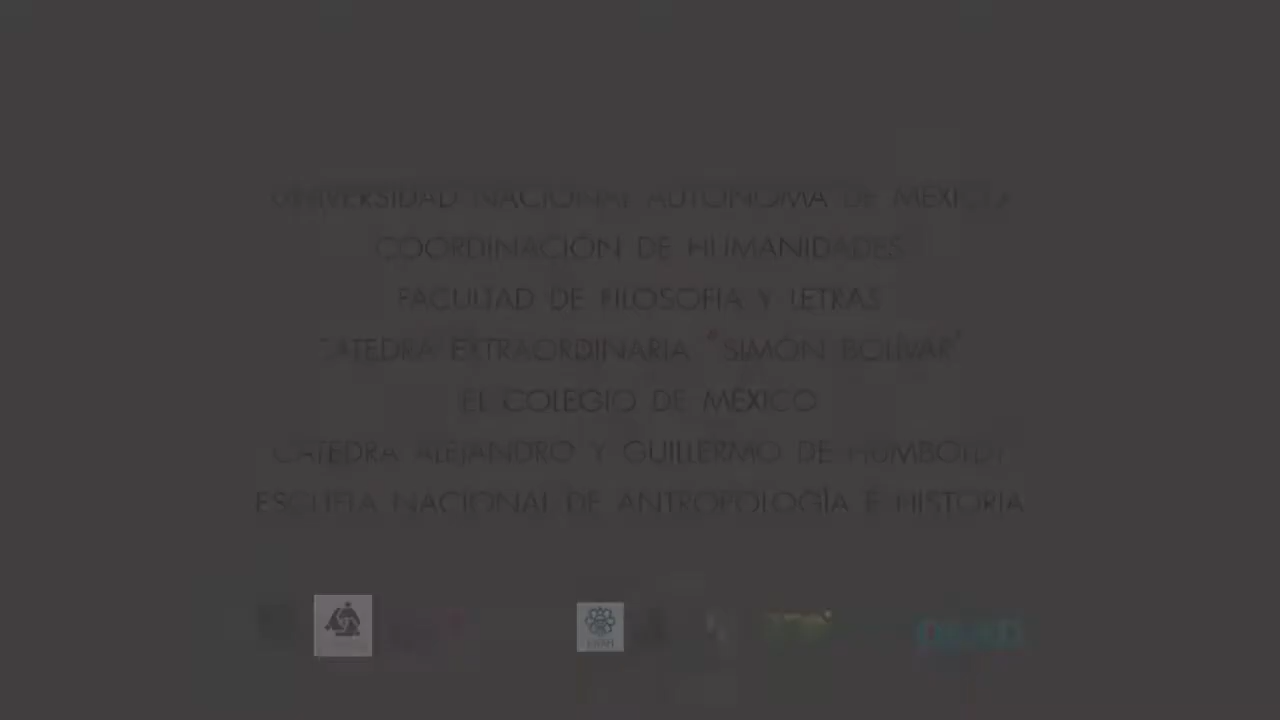 UNIVERSIDAD NACIONAL AUTÓNOMA DE MÉXICO
COORDINACIÓN DE HUMANIDADES
FACULTAD DE FILOSOFÍA Y LETRAS
CÁTEDRA EXTRAORDINARIA "SIMÓN BOLÍVAR"
EL COLEGIO DE MÉXICO
CÁTEDRA ALEJANDRO Y GUILLERMO DE HUMBOLDT
ESCUELA NACIONAL DE ANTROPOLOGÍA E HISTORIA